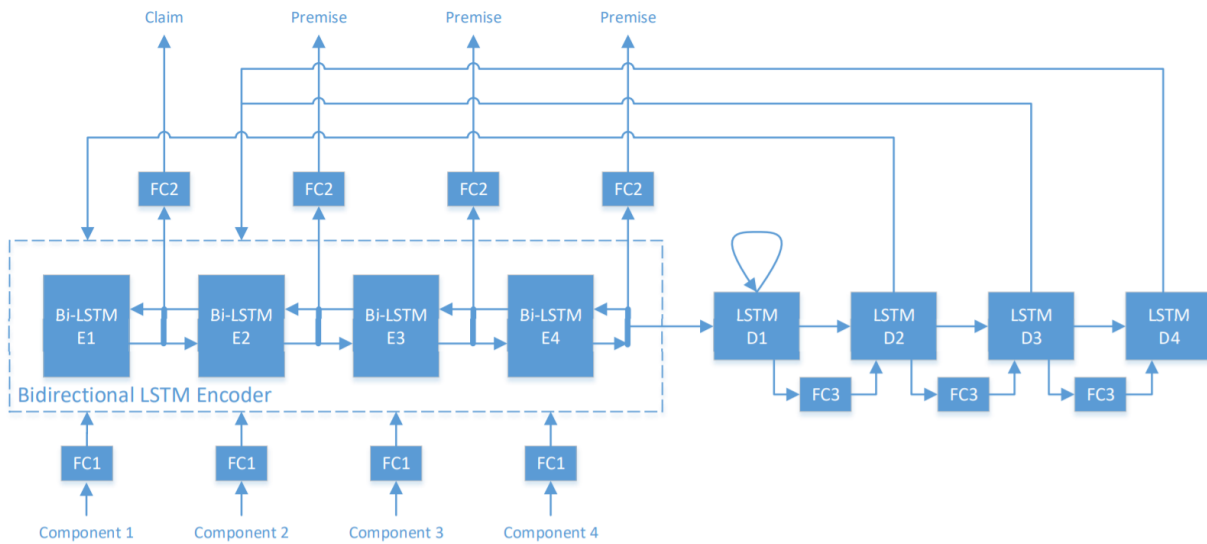 Claim
Premise
Premise
Premise
FC2
FC2
FC2
FC2
Bi-LSTM
E1
Bi-LSTM
E2
Bi-LSTM
E3
Bi-LSTM
E4
LSTM
D1
LSTM
D2
LSTM
D3
LSTM
D4
Bidirectional LSTM Encoder
FC3
FC3
FC3
FC1
FC1
FC1
FC1
Component 1
Component 2
Component 3
Component 4